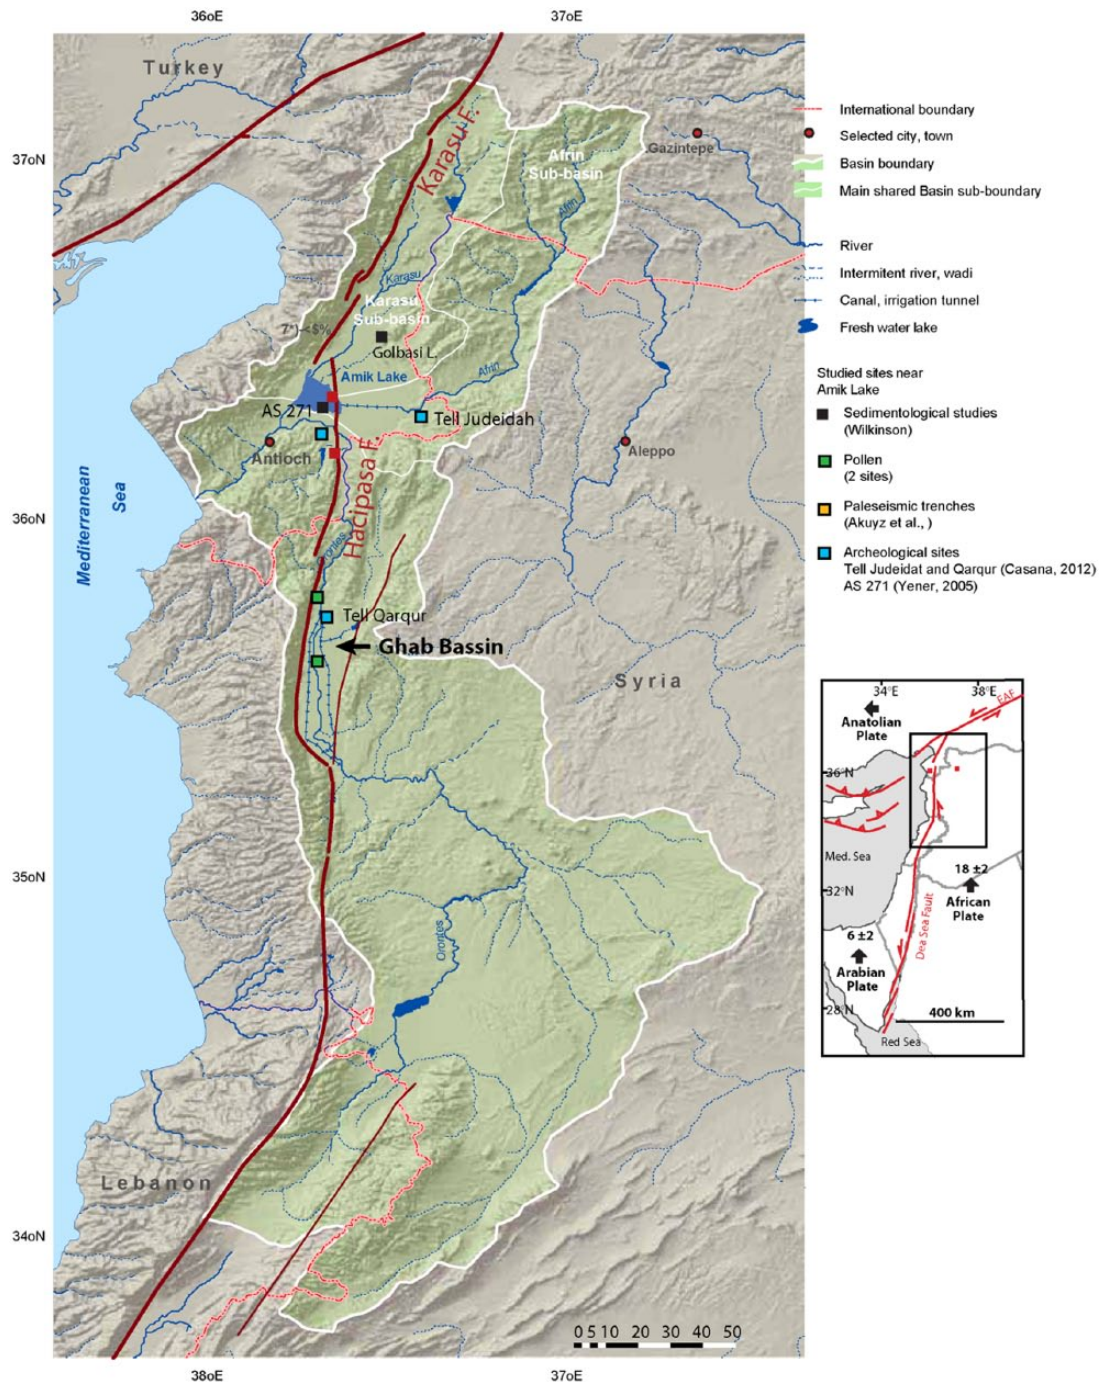 36oE
37oE
Turkey
37oN
Karasu F.
Afrin
Sub-basin
Gazintepe
Afrin
Karasu
Karasu
Sub-basin
7*)-<$%
Golbasi L.
Amik Lake
Afrin
AS 271
Tell Judeidah
Antioch
Aleppo
Hacipasa F.
Mediterranean
Sea
36oN
Tell Qarqur
Ghab Bassin
Syria
35oN
Orontes
Lebanon
34oN
0 5 10 20 30 40 50
38oE
37oE
International boundary
Selected city, town
Basin boundary
Main shared Basin sub-boundary
River
Intermitent river, wadi
Canal, irrigation tunnel
Fresh water lake
Studied sites near
Amik Lake
Sedimentological studies
(Wilkinson)
Pollen
(2 sites)
Paleseismic trenches
(Akuyz et al., )
Archeological sites
Tell Judeidat and Qarqur (Casana, 2012)
AS 271 (Yener, 2005)
34°E
38°E
EAF
Anatolian
Plate
36°N
Med. Sea
18 ±2
32°N
African
Plate
Dea Sea Fault
6 ±2
Arabian
Plate
28°N
400 km
Red Sea